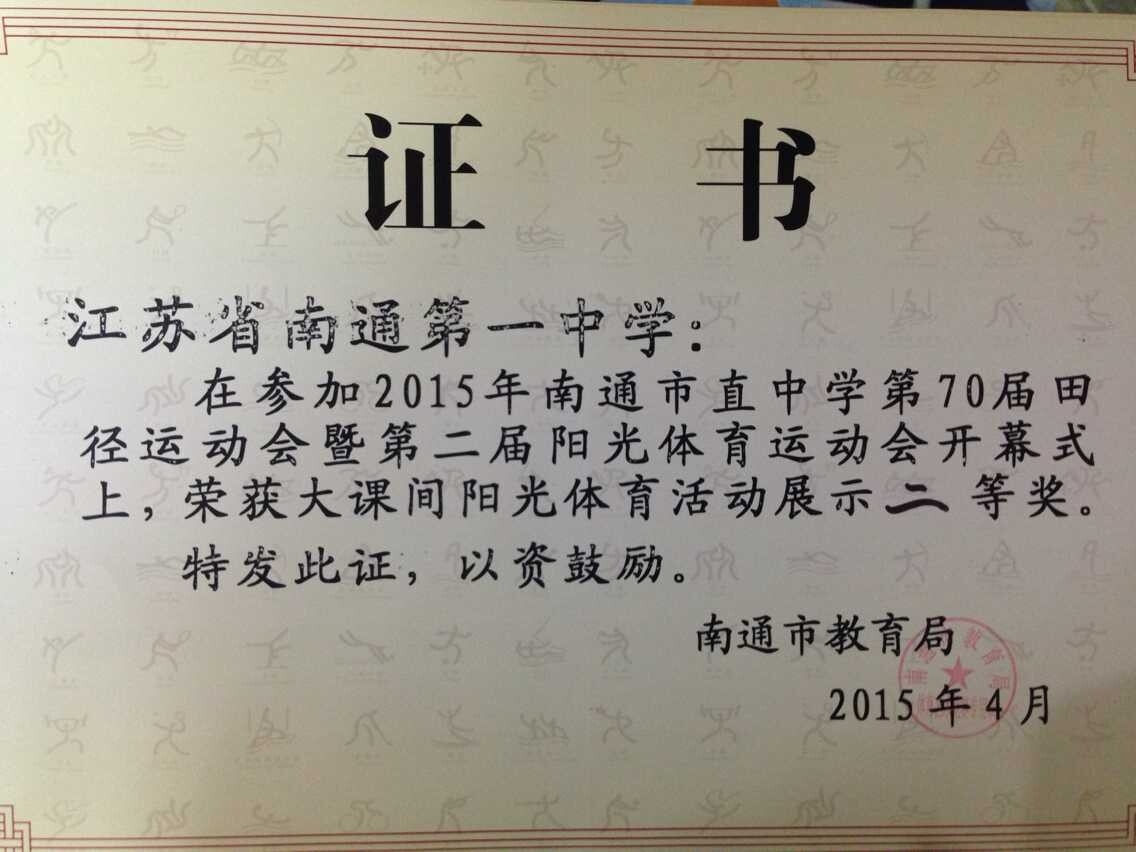 证书
江苏省南通第一中学：
在参加2015年南通市直中学第70届田
径运动会暨第二届阳光体育运动会开幕式
上，荣获大课间阳光体育活动展示二等奖。
特发此证，以资鼓励。
南通市教育局
2015年4月